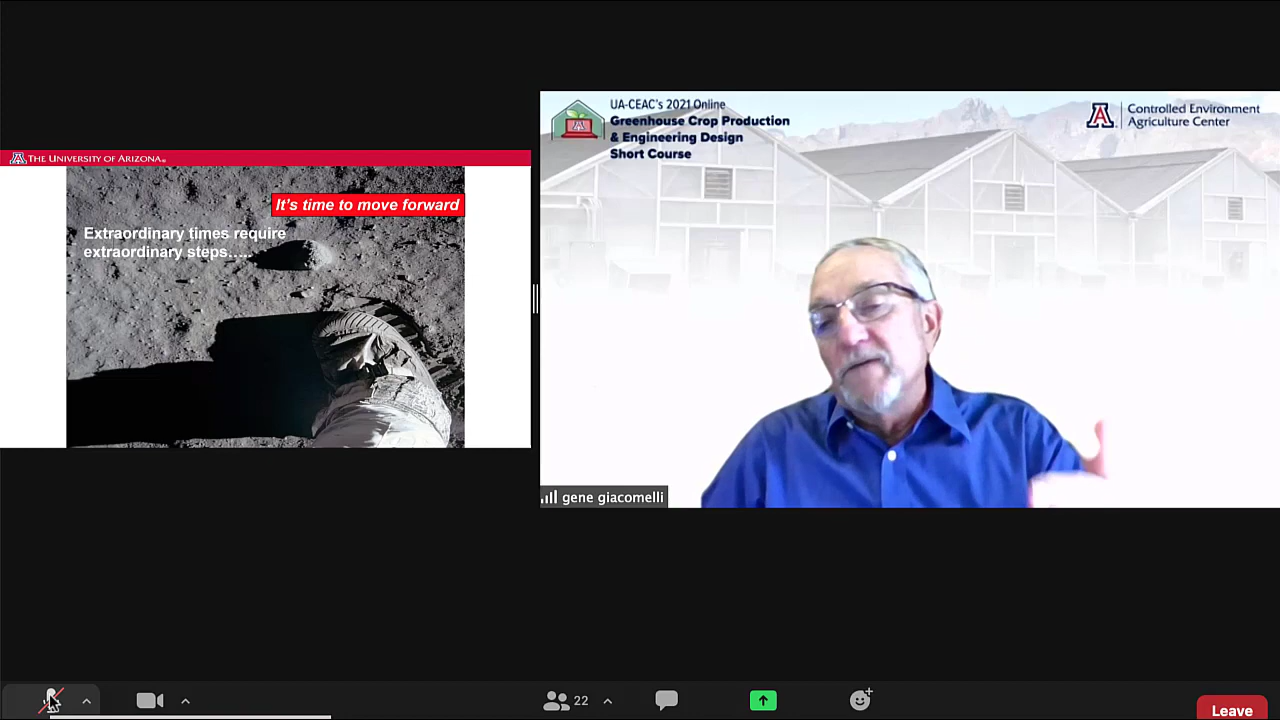 THE UNIVERSITY OF ARIZONA®
It's time to move forward
Extraordinary times require
extraordinary steps…..
UA-CEAC's 2021 Online
Greenhouse Crop Production
& Engineering Design
Short Course
A
Controlled Environment
Agriculture Center
gene giacomelli
22
Leave